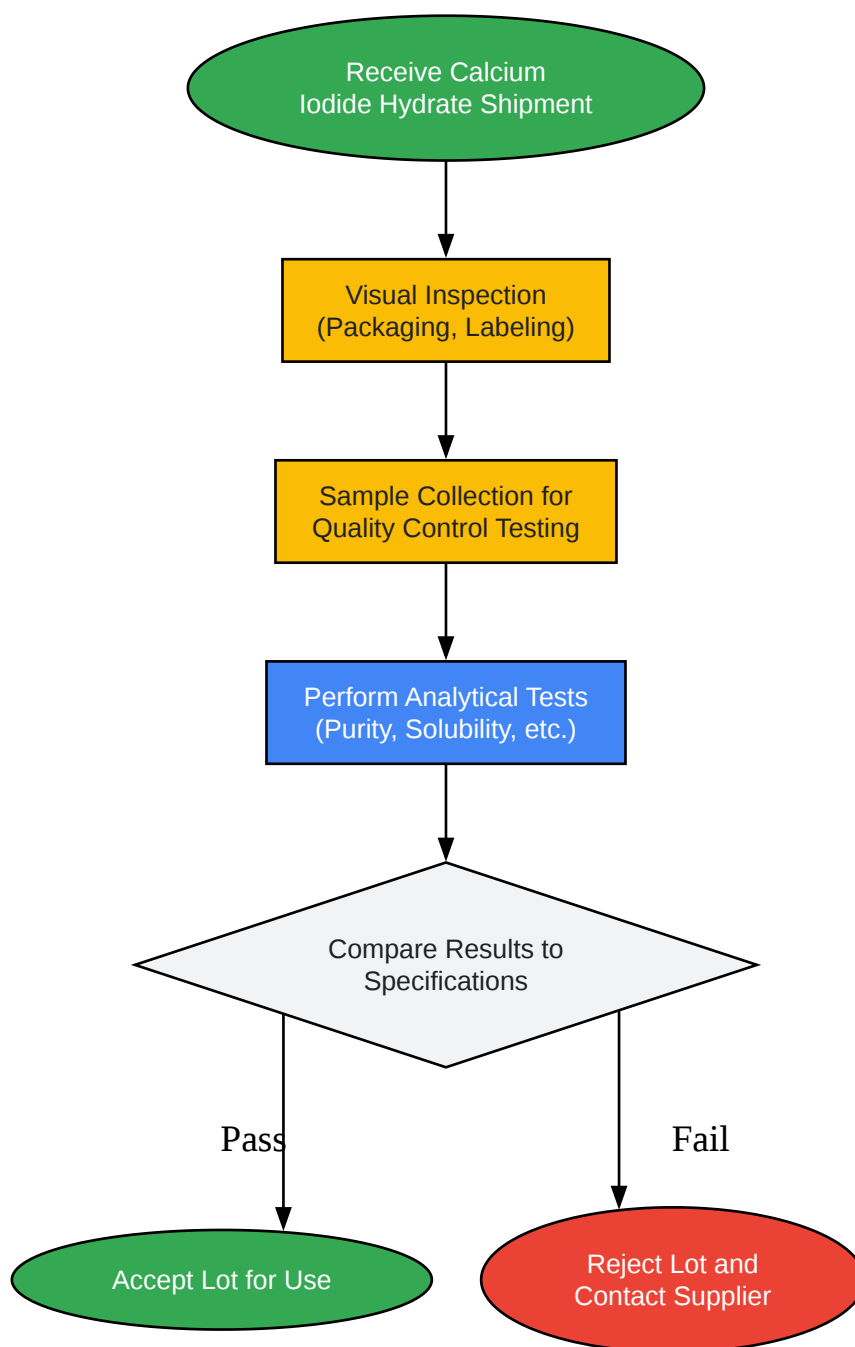 Receive Calcium
Iodide Hydrate Shipment
Visual Inspection
(Packaging, Labeling)
Sample Collection for
Quality Control Testing
Perform Analytical Tests
(Purity, Solubility, etc.)
Compare Results to
Specifications
Pass
Fail
Accept Lot for Use
Reject Lot and
Contact Supplier